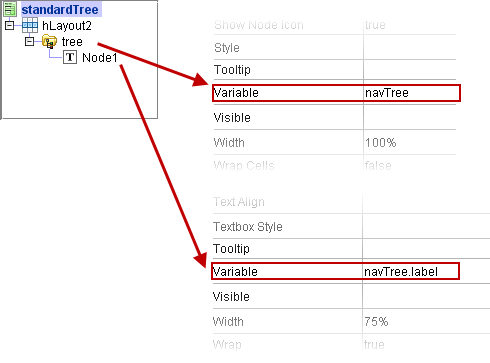 standardTree
hLayout2
tree
T Node1
Show Node Icon true
Style
Tooltip
Variable navTree
Visible
Width 100%
Wrap Cells false
Text Align
Textbox Style
Tooltip
Variable navTree.label
Visible
Width 75%
Wrap true